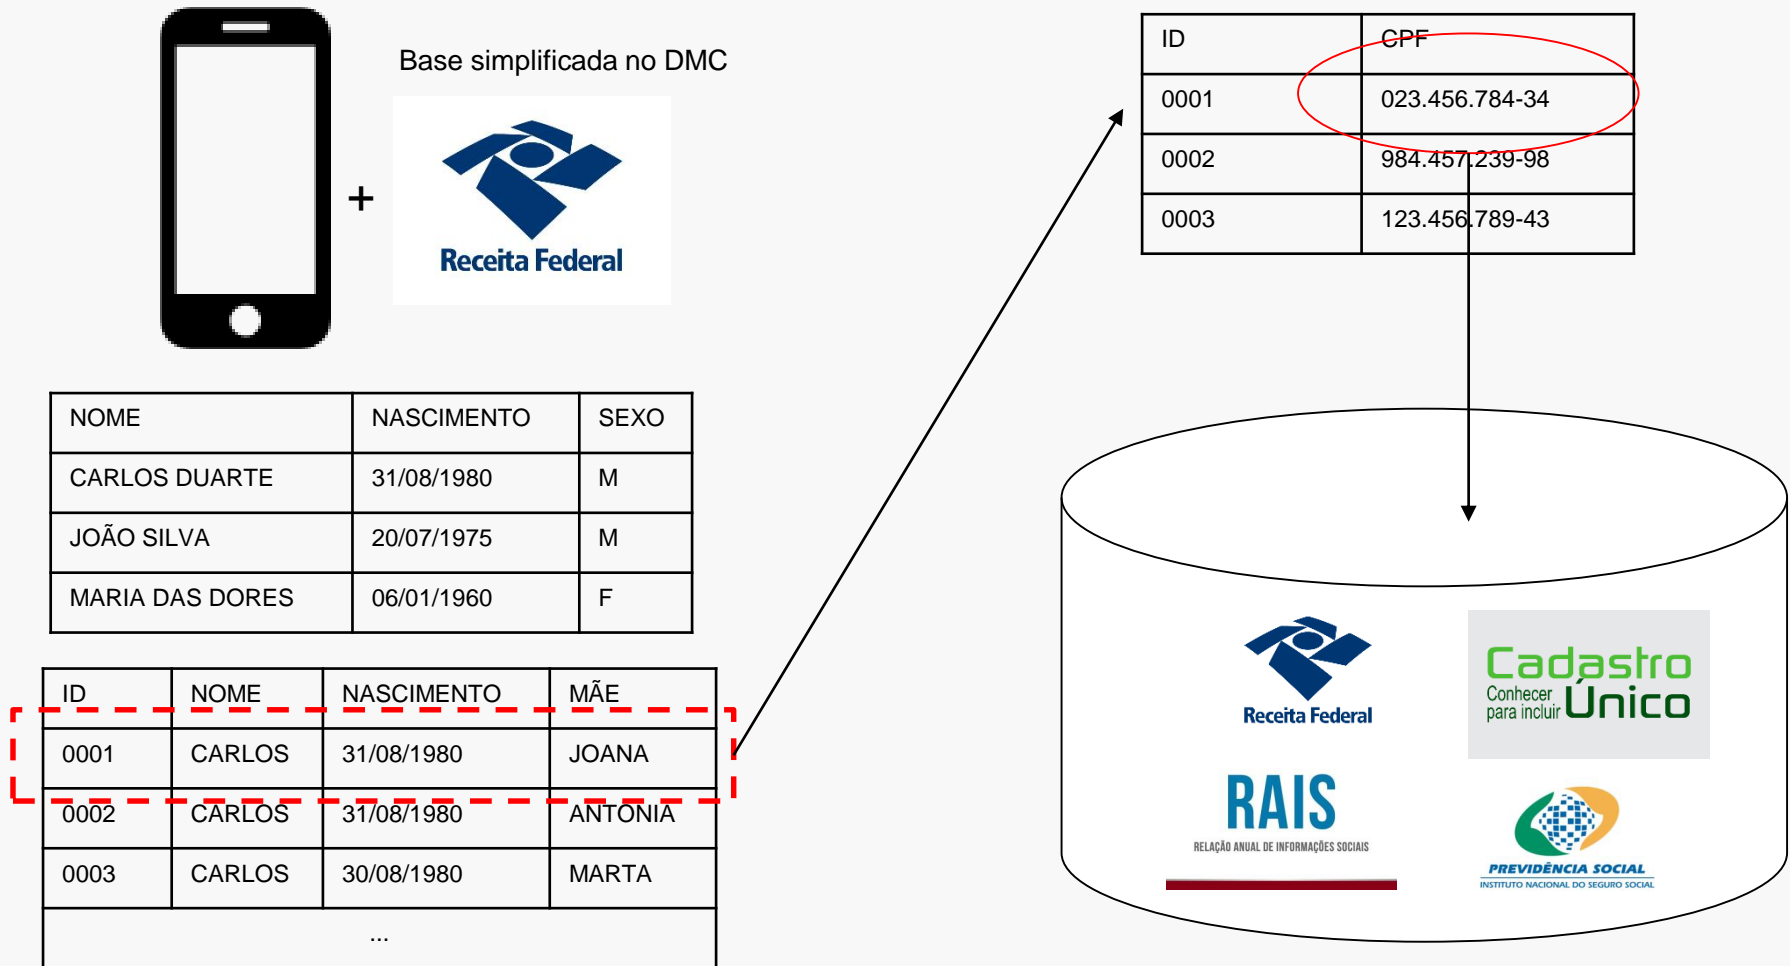 Base simplificada no DMC
+
Receita Federal
NOME NASCIMENTO SEXO
CARLOS DUARTE 31/08/1980 M
JOÃO SILVA 20/07/1975 M
MARIA DAS DORES 06/01/1960 F
ID NOME NASCIMENTO MÃE
0001 CARLOS 31/08/1980 JOANA
0002 CARLOS 31/08/1980 ANTONIA
0003 CARLOS 30/08/1980 MARTA
...
ID CPF
0001 023.456.784-34
0002 984.457.239-98
0003 123.456.789-43
Receita Federal
Cadastro
Conhecer
para incluir Único
RAIS
RELAÇÃO ANUAL DE INFORMAÇÕES SOCIAIS
PREVIDÊNCIA SOCIAL
INSTITUTO NACIONAL DO SEGURO SOCIAL